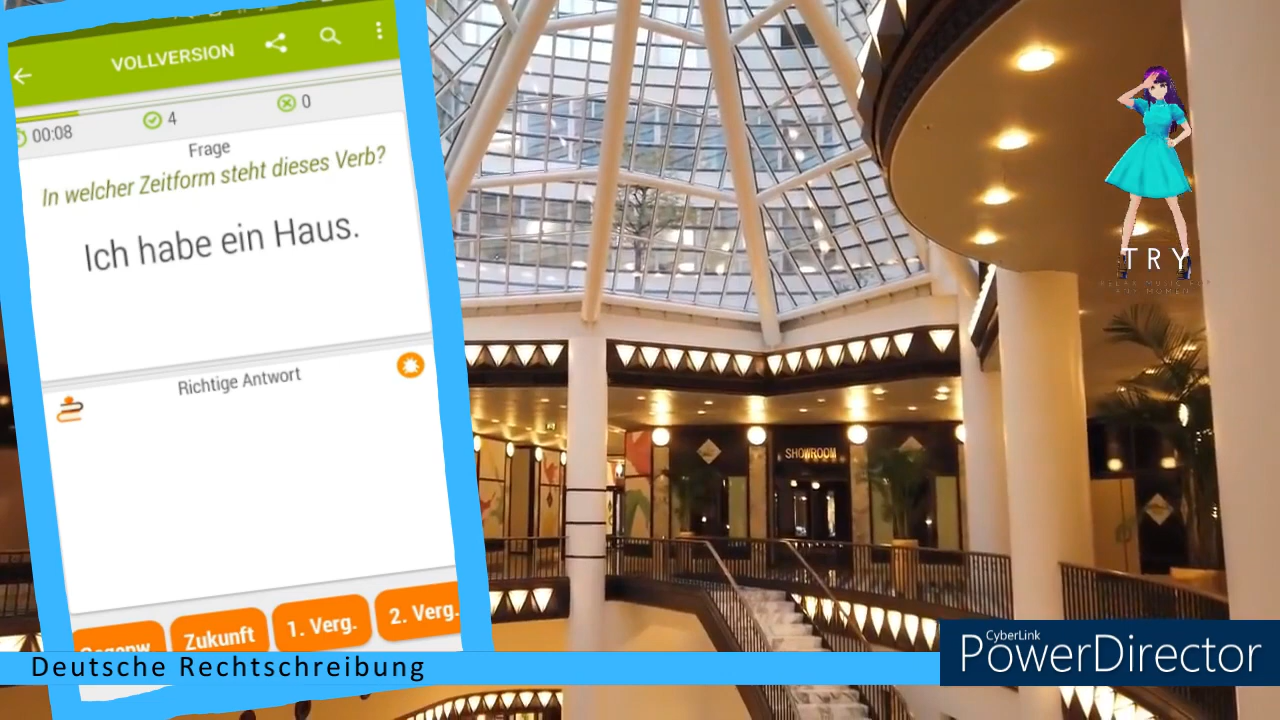 VOLLVERSION
00:08
4
0
Frage
In welcher Zeitform steht dieses Verb?
Ich habe ein Haus.
Richtige Antwort
Zukunft
1. Verg.
2. Verg.
Deutsche Rechtschreibung
SHOWROOM
TRY
CyberLink
PowerDirector